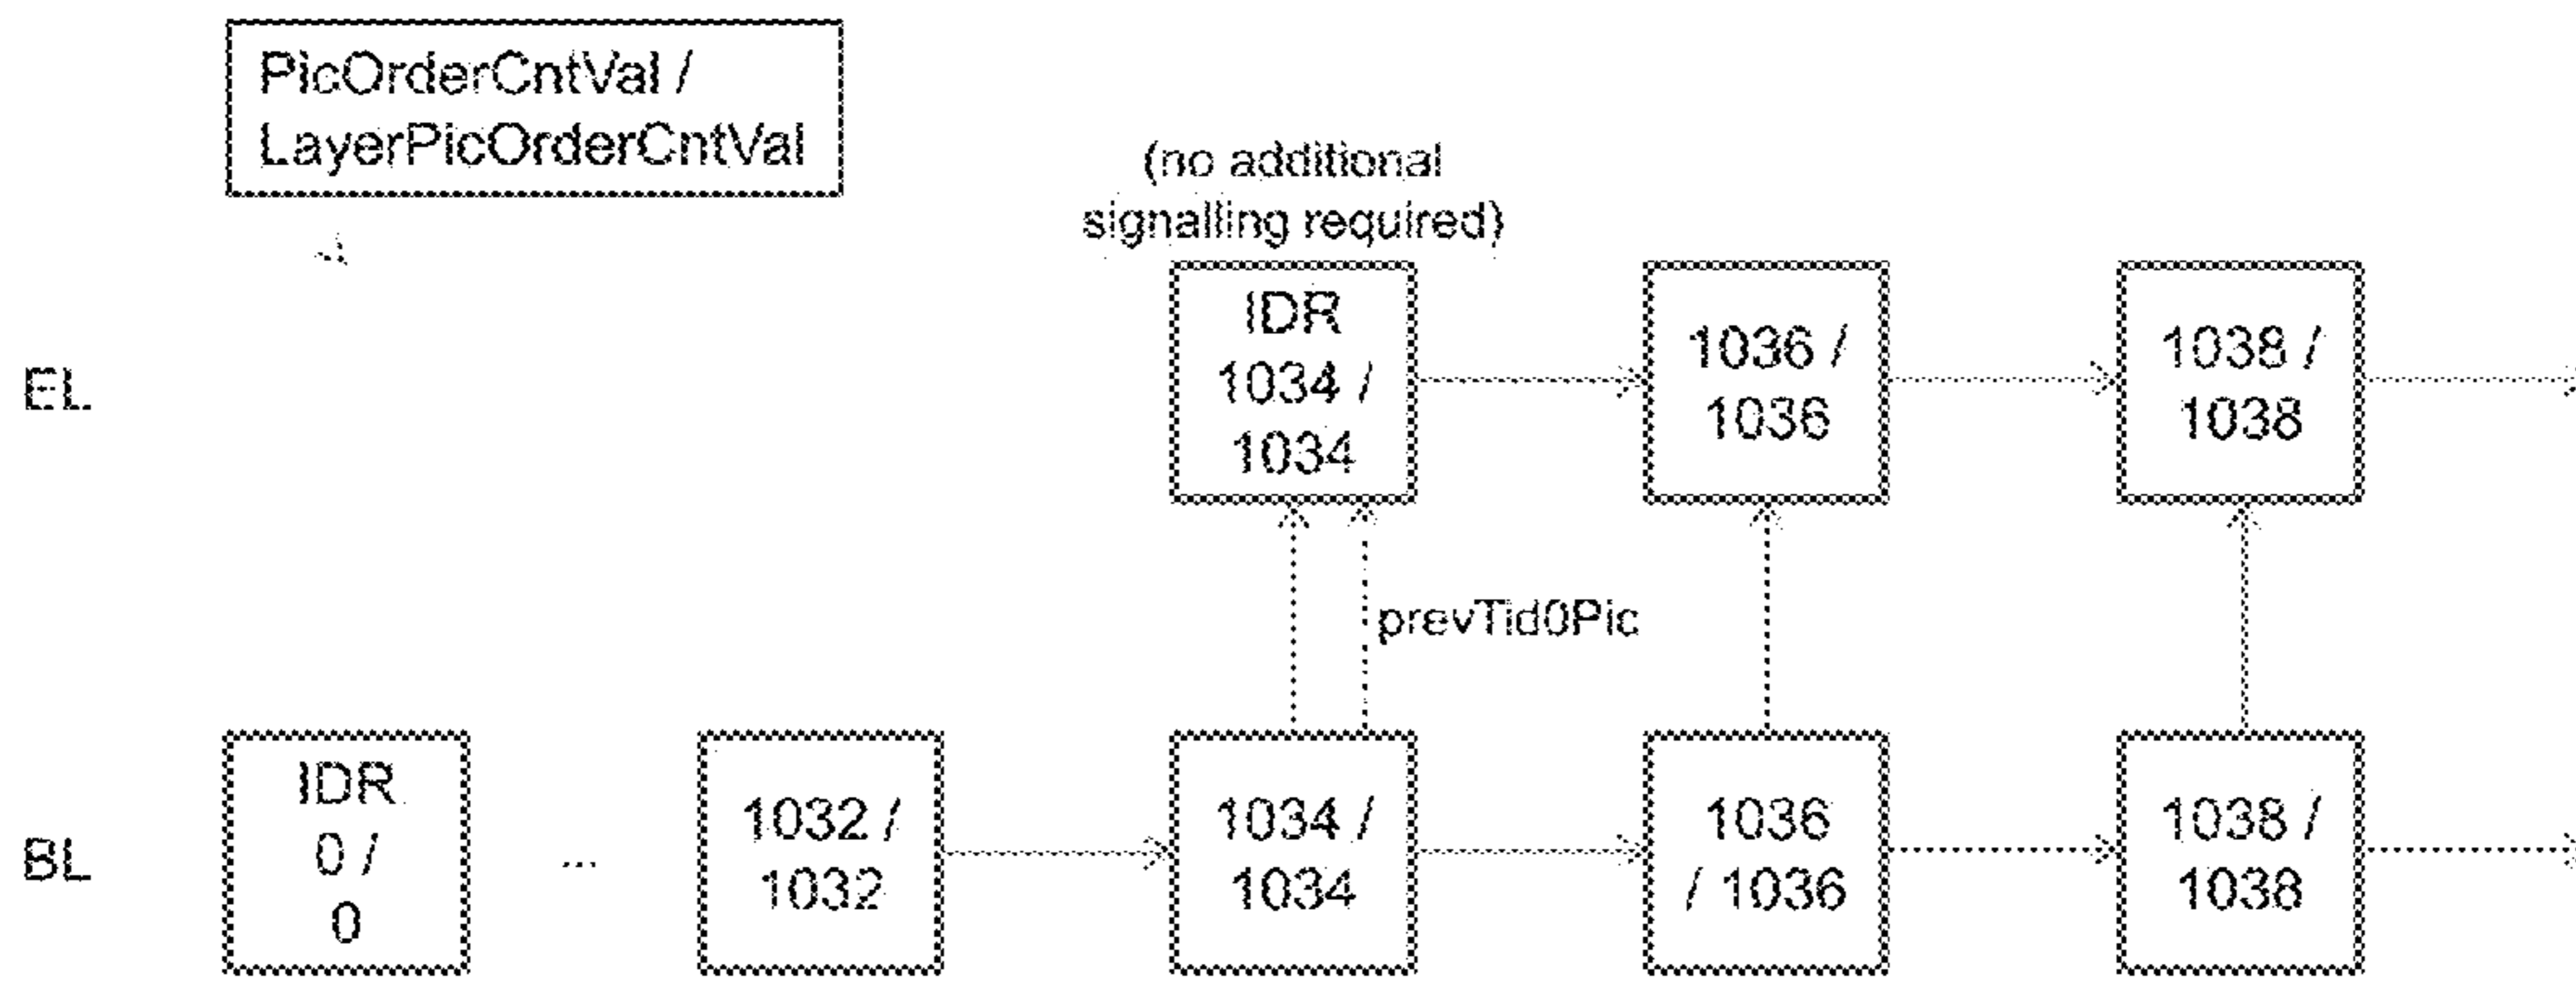 PicOrderCntVal /
LayerPicOrderCntVal
(no additional
signalling required)
EL
IDR
1034 /
1034
1036 /
1036
1038 /
1038
prevTid0Pic
BL
IDR
0 /
0
...
1032 /
1032
1034 /
1034
1036
/ 1036
1038 /
1038